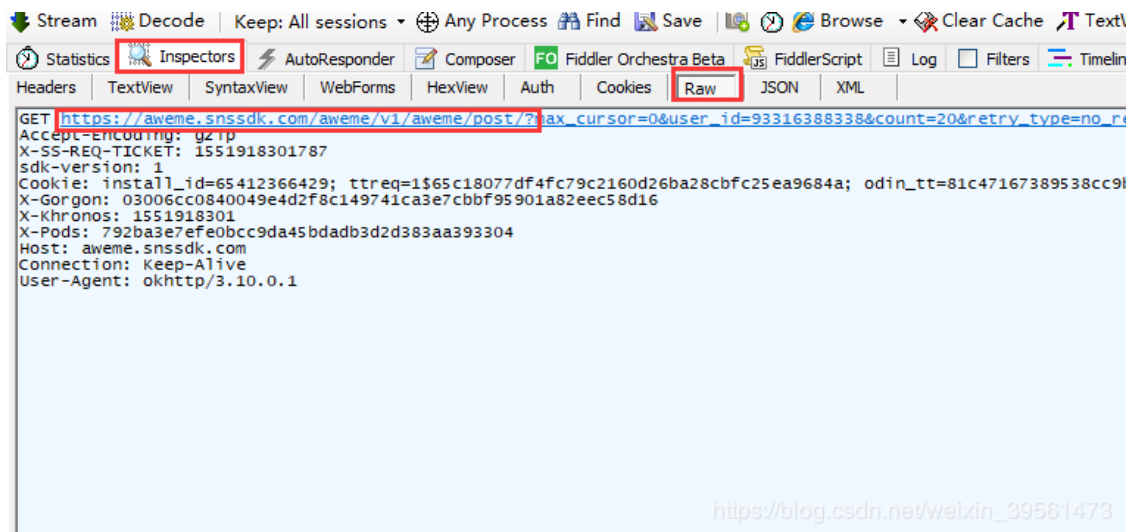 Stream Decode | Keep: All sessions ▾ Any Process Find Save | Browse ▾ Clear Cache TextW
Statistics Inspectors AutoResponder Composer FO Fiddler Orchestra Beta FiddlerScript Log Filters Timelin
Headers TextView SyntaxView WebForms HexView Auth Cookies Raw JSON XML
GET https://aweme.snssdk.com/aweme/v1/aweme/post/?max_cursor=0&user_id=93316388338&count=20&retry_type=no_re
Accept-Encoding: gzip
X-SS-REQ-TICKET: 1551918301787
sdk-version: 1
Cookie: install_id=65412366429; ttreq=1$65c18077df4fc79c2160d26ba28cbfc25ea9684a; odin_tt=81c47167389538cc9b
X-Gorgon: 03006cc0840049e4d2f8c149741ca3e7cbbf95901a82eec58d16
X-Khronos: 1551918301
X-Pods: 792ba3e7efe0bcc9da45bdadb3d2d383aa393304
Host: aweme.snssdk.com
Connection: Keep-Alive
User-Agent: okhttp/3.10.0.1
https://blog.csdn.net/weixin_39561473